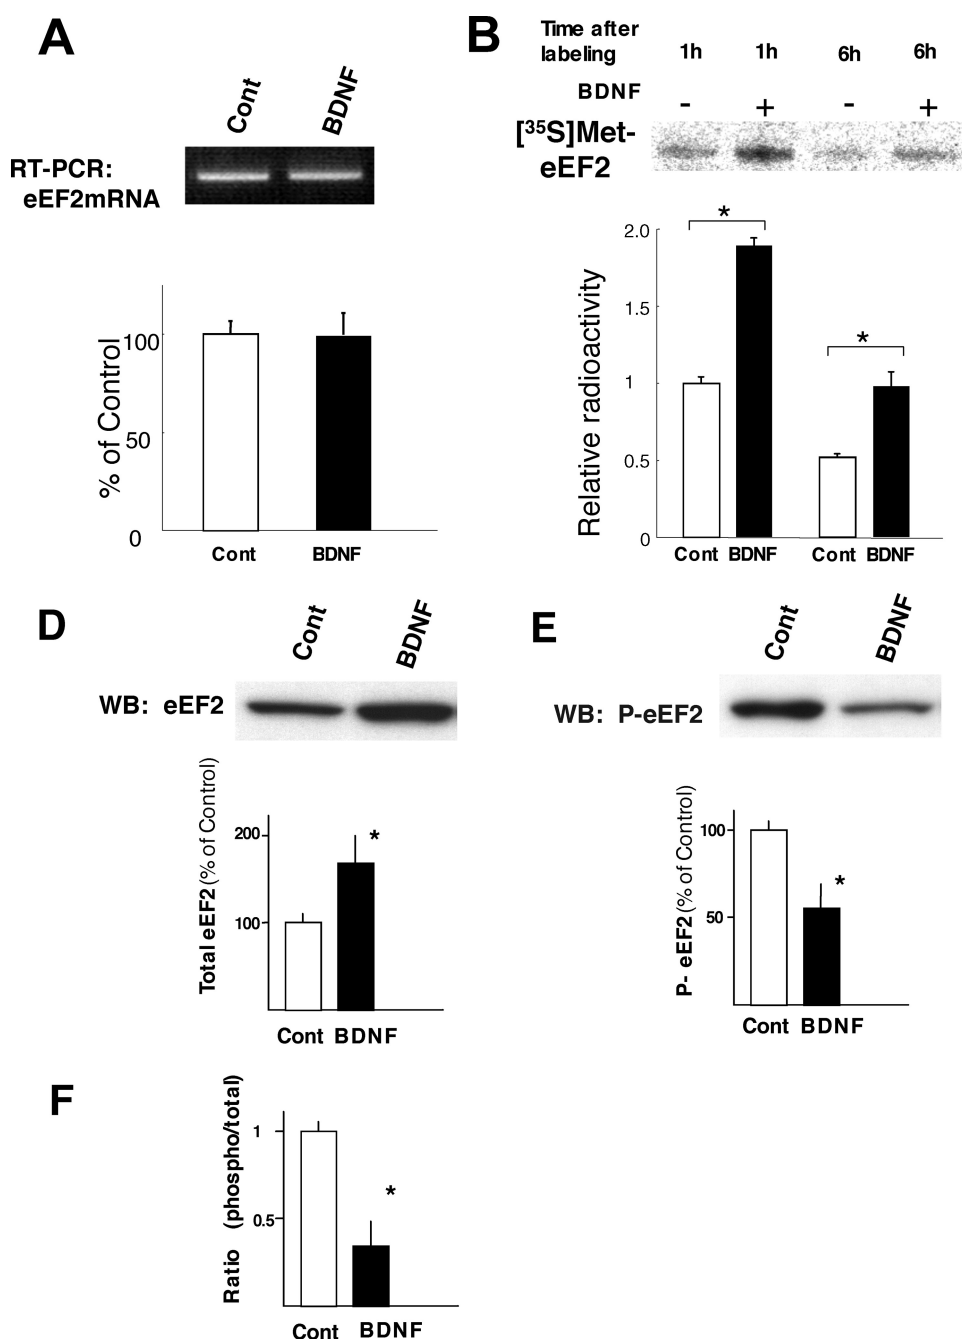 A
Cont BDNF
RT-PCR:
eEF2mRNA
% of Control
100
50
0
Cont BDNF
B
Time after
labeling
1h 1h 6h 6h
BDNF
- + - +
[35S]Met-
eEF2
Relative radioactivity
2.0
1.5
1
0.5
0
*
*
Cont BDNF Cont BDNF
D
Cont BDNF
WB: eEF2
Total eEF2 (% of Control)
200
100
*
Cont BDNF
E
Cont BDNF
WB: P-eEF2
P- eEF2 (% of Control)
100
50
*
Cont BDNF
F
Ratio (phospho/total)
1
0.5
*
Cont BDNF